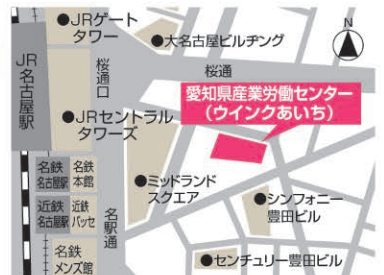 ●JRゲート
タワー
●大名古屋ビルヂング
N
JR
名古屋駅
桜通口
桜通
愛知県産業労働センター
（ウインクあいち）
●JRセントラル
タワーズ
名鉄
名古屋駅
名鉄
本館
●ミッドランド
スクエア
●シンフォニー
豊田ビル
近鉄
名古屋駅
近鉄
パッセ
名駅通
名鉄
メンズ館
●センチュリー豊田ビル